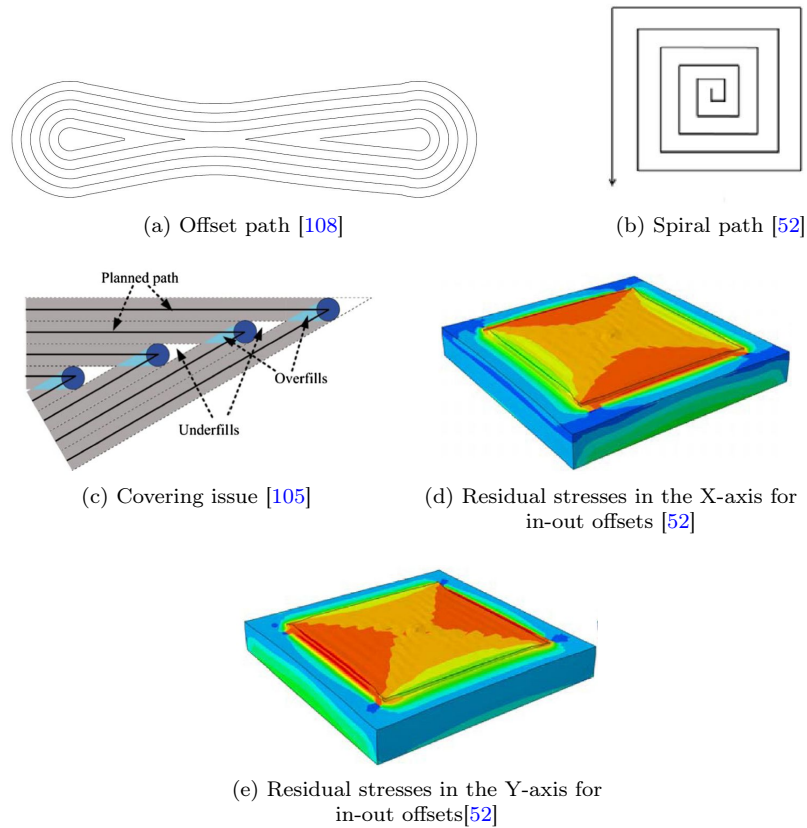 (a) Offset path [108]
(b) Spiral path [52]
Planned path
Overfills
Underfills
(c) Covering issue [105]
(d) Residual stresses in the X-axis for
in-out offsets [52]
(e) Residual stresses in the Y-axis for
in-out offsets[52]